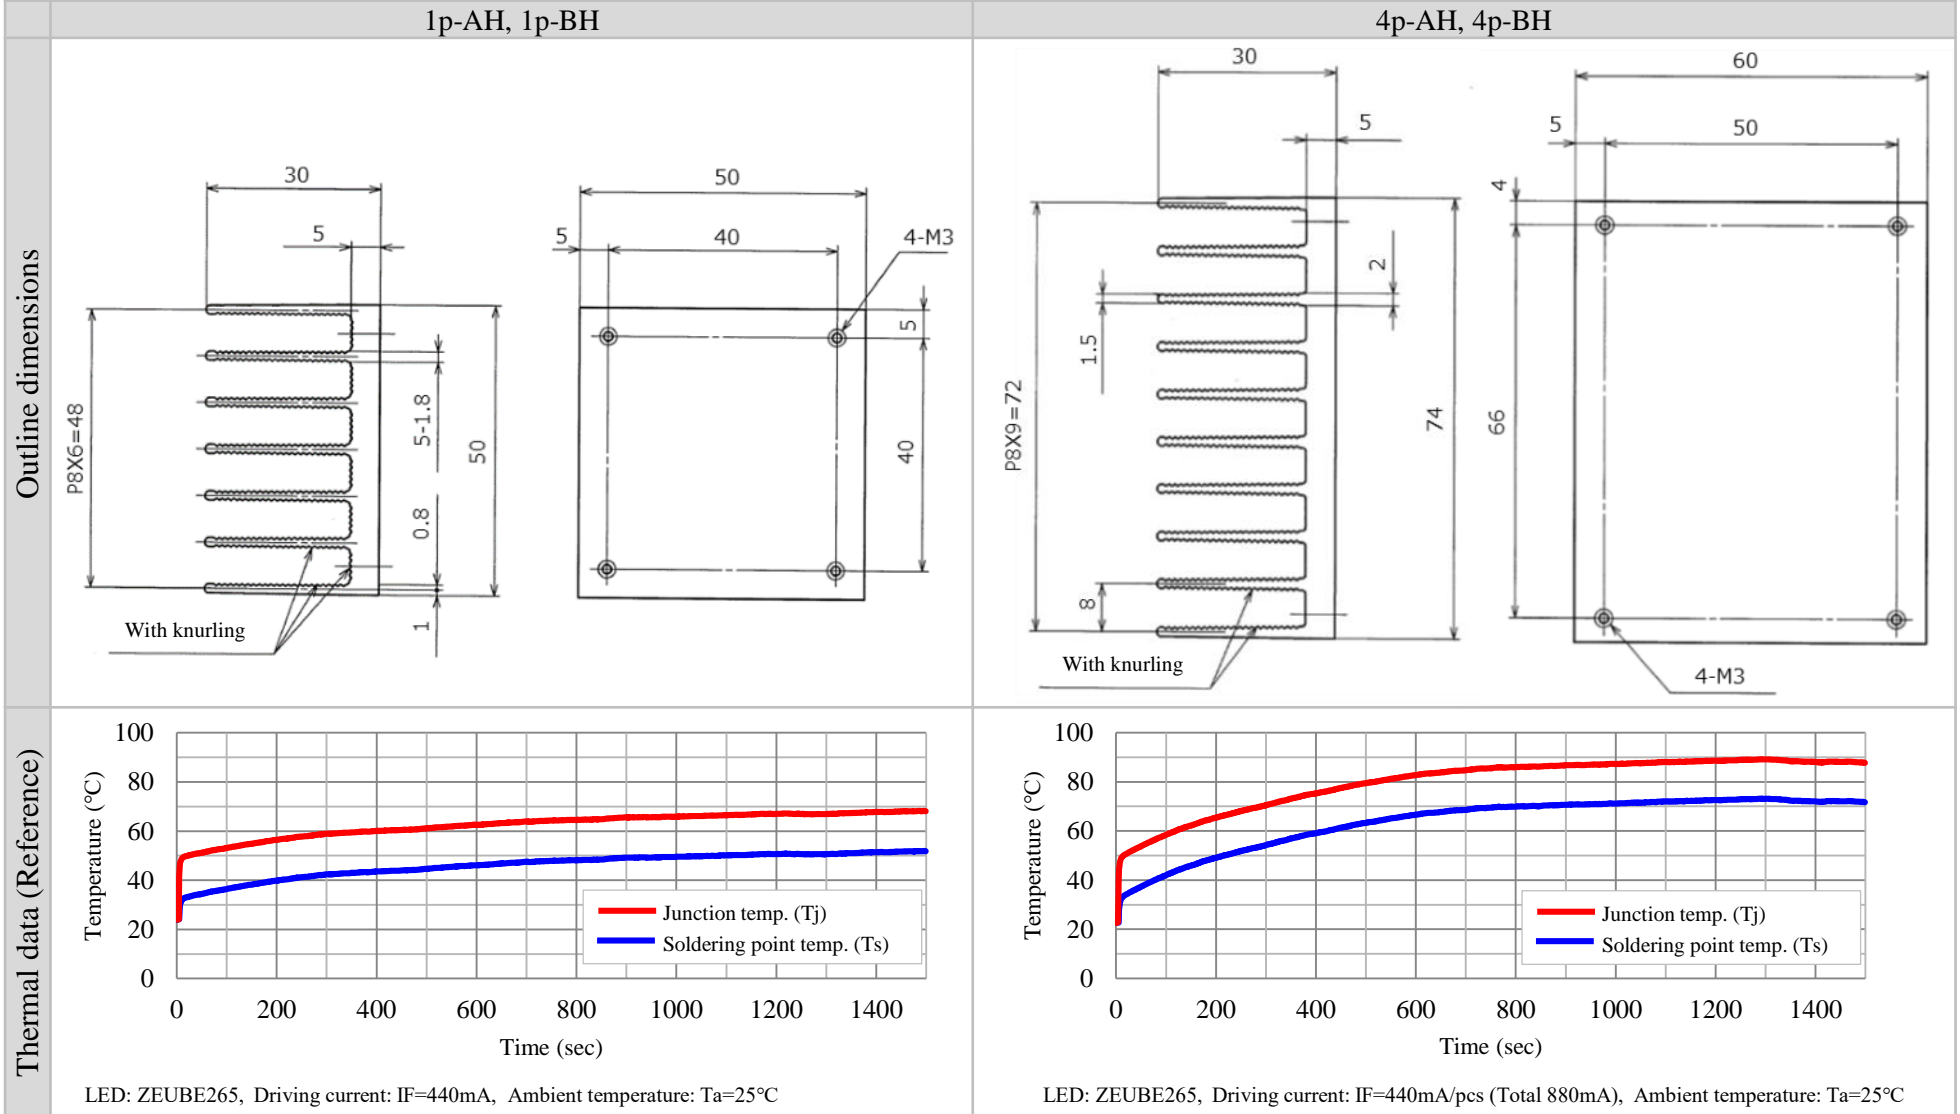 1p-AH, 1p-BH
4p-AH, 4p-BH
Outline dimensions
30
5
P8X6=48
5-1.8
0.8
50
1
With knurling
50
5
40
4-M3
5
40
30
5
P8X9=72
1.5
2
8
74
With knurling
60
5
50
4
66
4-M3
Thermal data (Reference)
Temperature (°C)
100
80
60
40
20
0
Junction temp. (Tj)
Soldering point temp. (Ts)
0 200 400 600 800 1000 1200 1400
Time (sec)
LED: ZEUBE265, Driving current: IF=440mA, Ambient temperature: Ta=25°C
Temperature (°C)
100
80
60
40
20
0
Junction temp. (Tj)
Soldering point temp. (Ts)
0 200 400 600 800 1000 1200 1400
Time (sec)
LED: ZEUBE265, Driving current: IF=440mA/pcs (Total 880mA), Ambient temperature: Ta=25°C